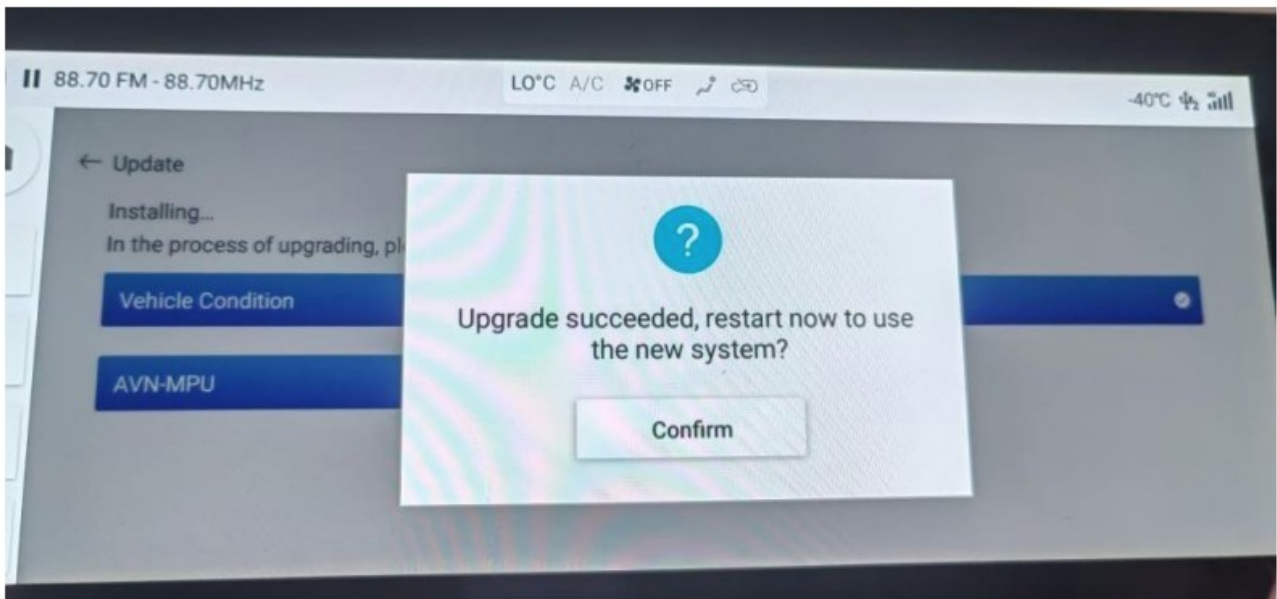 88.70 FM - 88.70MHz
LO°C A/C OFF
-40°C
← Update
Installing...
In the process of upgrading,
Vehicle Condition
AVN-MPU
?
Upgrade succeeded, restart now to use
the new system?
Confirm